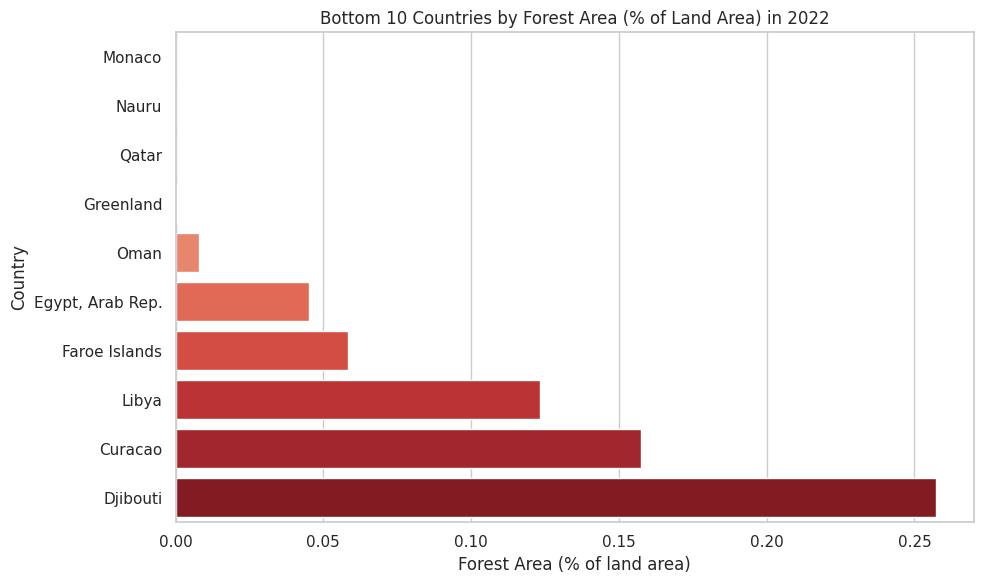 Bottom 10 Countries by Forest Area (% of Land Area) in 2022
Monaco
Nauru
Qatar
Greenland
Oman
Egypt, Arab Rep.
Faroe Islands
Libya
Curacao
Djibouti
Country
0.00 0.05 0.10 0.15 0.20 0.25
Forest Area (% of land area)